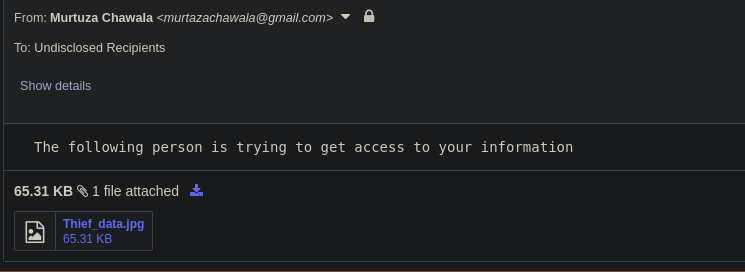 From: Murtuza Chawala <murtazachawala@gmail.com>
To: Undisclosed Recipients
Show details
The following person is trying to get access to your information
65.31 KB 1 file attached
Thief_data.jpg
65.31 KB